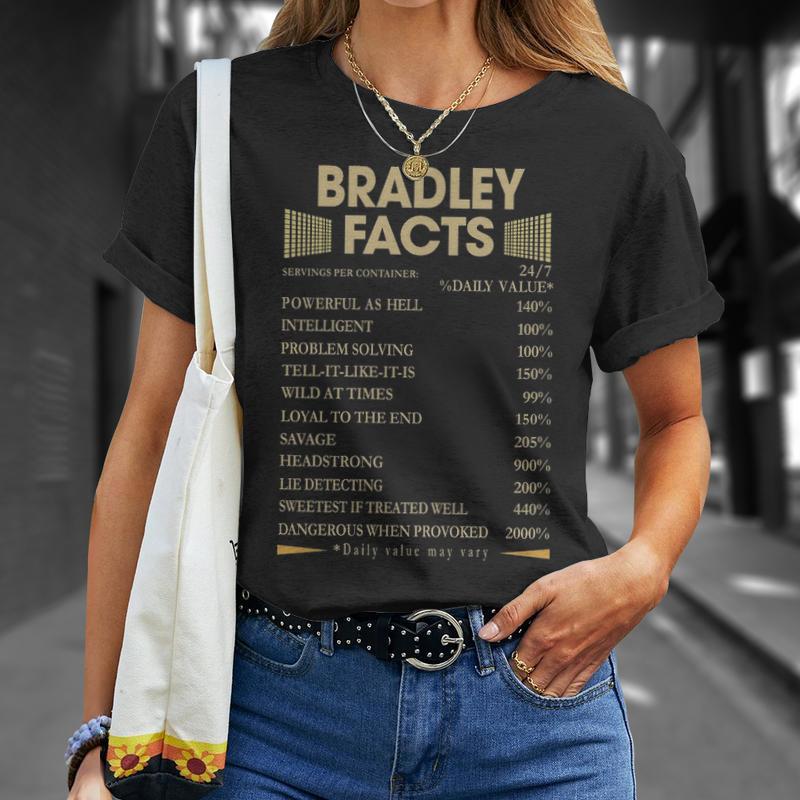 BRADLEY
FACTS
SERVINGS PER CONTAINER: 24/7
%DAILY VALUE*
POWERFUL AS HELL 140%
INTELLIGENT 100%
PROBLEM SOLVING 100%
TELL-IT-LIKE-IT-IS 150%
WILD AT TIMES 99%
LOYAL TO THE END 150%
SAVAGE 205%
HEADSTRONG 900%
LIE DETECTING 200%
SWEETEST IF TREATED WELL 440%
DANGEROUS WHEN PROVOKED 2000%
*Daily value may vary